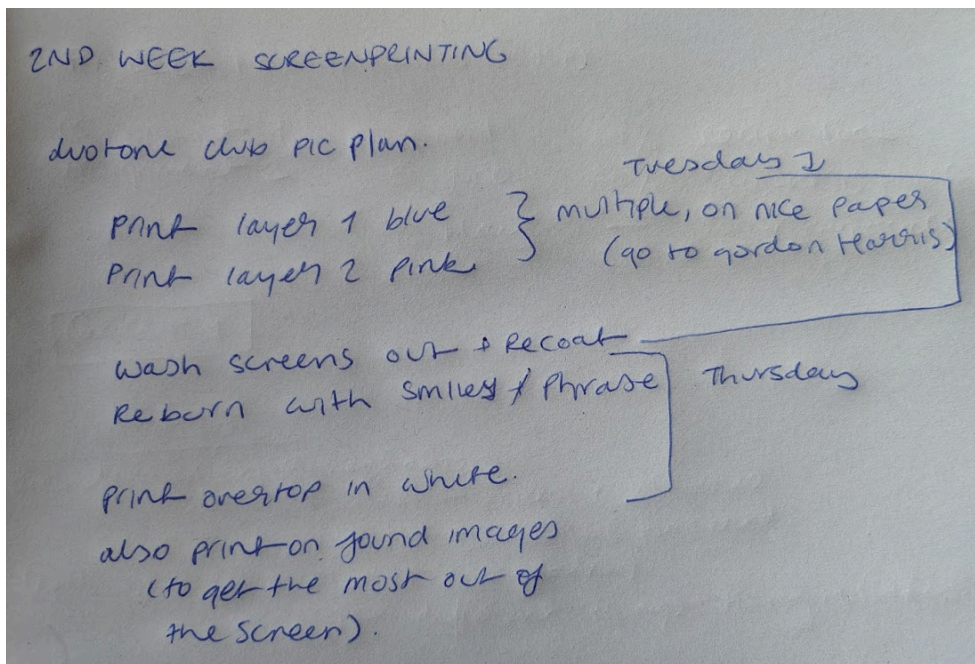 2ND WEEK SCREENPRINTING
duotone club pic plan.
Tuesday
Print layer 1 blue } multiple, on nice paper
Print layer 2 pink } (go to gordon Harris)
wash screens out + Recoat
Reburn with smiley / phrase Thursday
print overtop in white.
also print on found images
(to get the most out of
the screen).